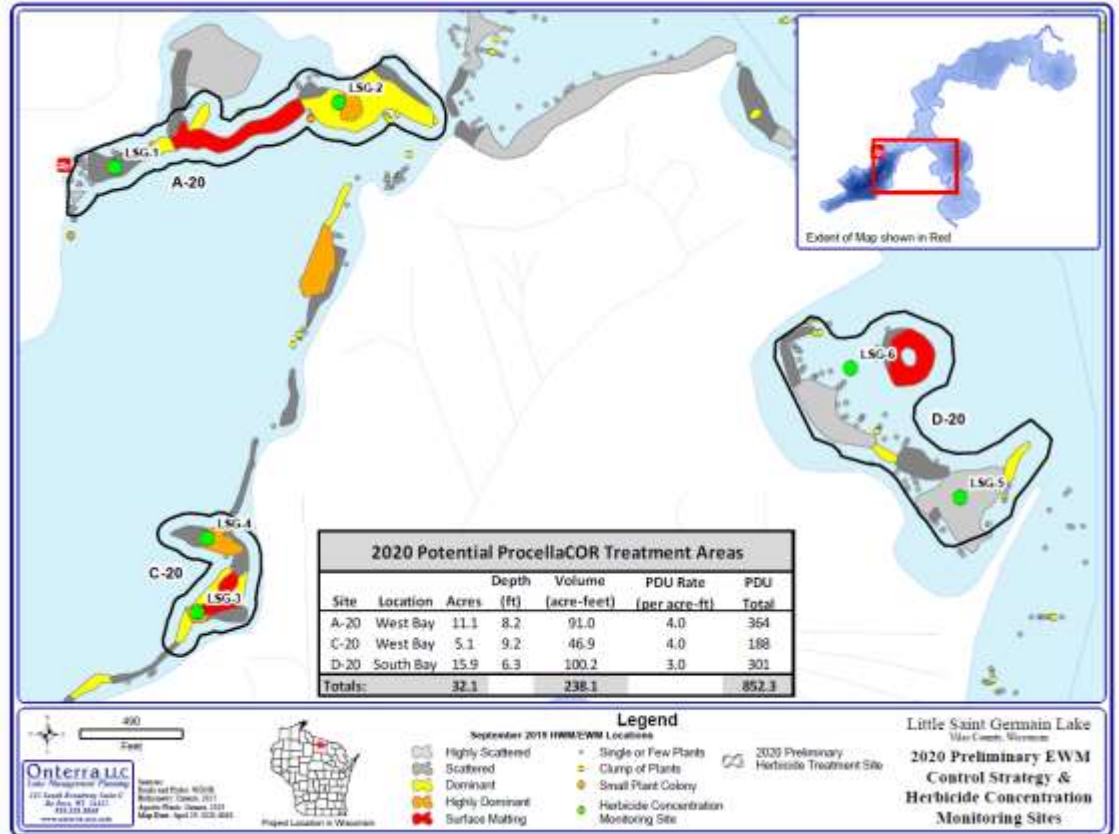 LSG-2
LSG-1
A-20
Extent of Map shown in Red
LSG-6
D-20
LSG-5
LSG-4
C-20
LSG-3
2020 Potential ProcellaCOR Treatment Areas
Site Location Acres Depth (ft) Volume (acre-feet) PDU Rate (per acre-ft) PDU Total
A-20 West Bay 11.1 8.2 91.0 4.0 364
C-20 West Bay 5.1 9.2 46.9 4.0 188
D-20 South Bay 15.9 6.3 100.2 3.0 301
Totals: 32.1 238.1 852.3
490
Feet
Onterra LLC
Lake Management Planning
Project Location in Wisconsin
Legend
September 2019 HWM/EWM Locations
Highly Scattered
Scattered
Dominant
Highly Dominant
Surface Matting
Single or Few Plants
Clump of Plants
Small Plant Colony
Herbicide Concentration
Monitoring Site
2020 Preliminary
Herbicide Treatment Site
Little Saint Germain Lake
Vilas County, Wisconsin
2020 Preliminary EWM
Control Strategy &
Herbicide Concentration
Monitoring Sites